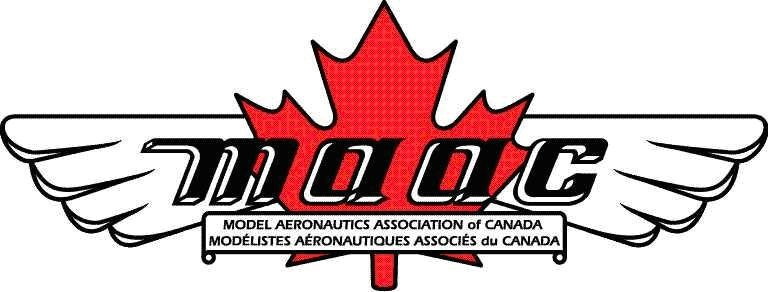 maac
MODEL AERONAUTICS ASSOCIATION of CANADA
MODÉLISTES AÉRONAUTIQUES ASSOCIÉS du CANADA